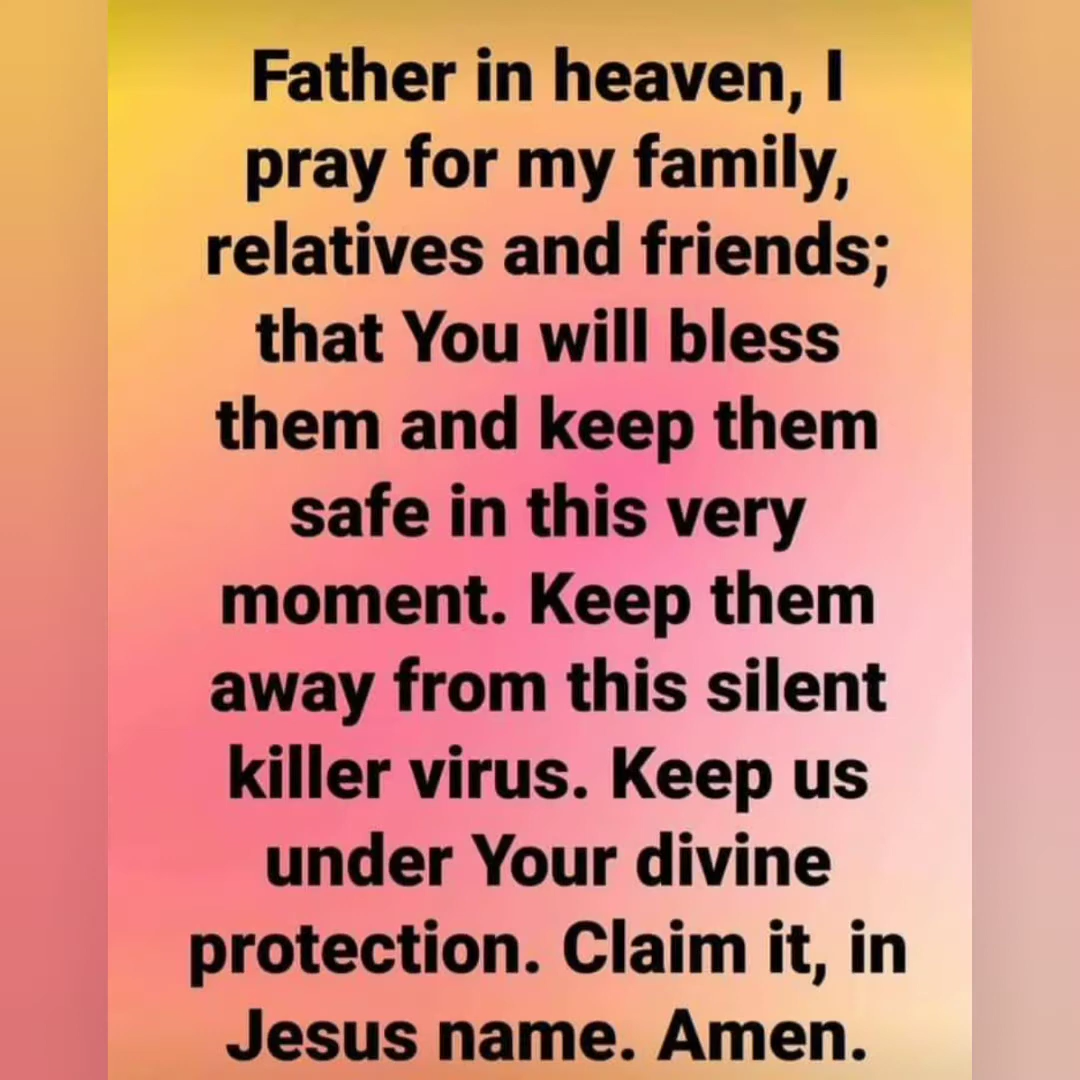 Father in heaven, I
pray for my family,
relatives and friends;
that You will bless
them and keep them
safe in this very
moment. Keep them
away from this silent
killer virus. Keep us
under Your divine
protection. Claim it, in
Jesus name. Amen.